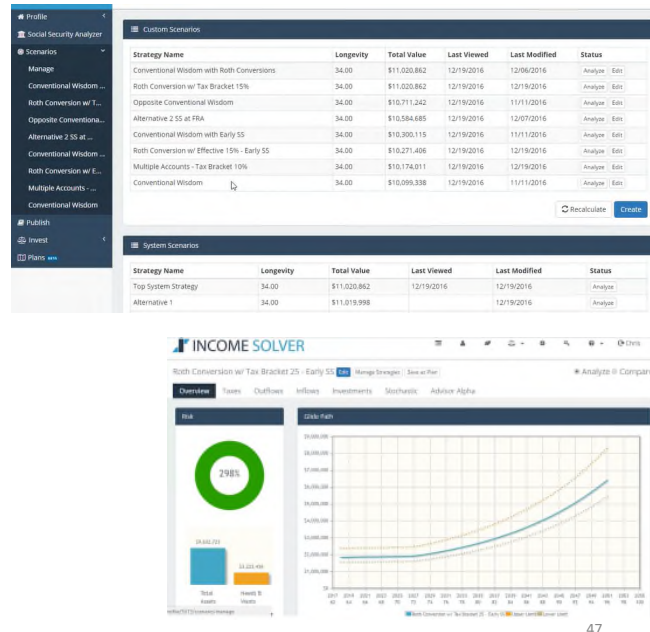 Profile
Social Security Analyzer
Scenarios
Manage
Conventional Wisdom ...
Roth Conversion w/ T...
Opposite Conventiona...
Alternative 2 SS at ...
Conventional Wisdom ...
Roth Conversion w/ E...
Multiple Accounts - ...
Conventional Wisdom
Publish
Invest
Plans BETA
Custom Scenarios
Strategy Name Longevity Total Value Last Viewed Last Modified Status
Conventional Wisdom with Roth Conversions 34.00 $11,020,862 12/19/2016 12/06/2016 Analyze Edit
Roth Conversion w/ Tax Bracket 15% 34.00 $11,020,862 12/19/2016 12/19/2016 Analyze Edit
Opposite Conventional Wisdom 34.00 $10,711,242 12/19/2016 11/11/2016 Analyze Edit
Alternative 2 SS at FRA 34.00 $10,584,685 12/19/2016 12/07/2016 Analyze Edit
Conventional Wisdom with Early SS 34.00 $10,300,115 12/19/2016 11/11/2016 Analyze Edit
Roth Conversion w/ Effective 15% - Early SS 34.00 $10,271,406 12/19/2016 12/19/2016 Analyze Edit
Multiple Accounts - Tax Bracket 10% 34.00 $10,174,011 12/19/2016 12/19/2016 Analyze Edit
Conventional Wisdom 34.00 $10,099,338 12/19/2016 11/11/2016 Analyze Edit
Recalculate Create
System Scenarios
Strategy Name Longevity Total Value Last Viewed Last Modified Status
Top System Strategy 34.00 $11,020,862 12/19/2016 12/19/2016 Analyze
Alternative 1 34.00 $11,019,998 12/19/2016 Analyze
INCOME SOLVER
Chris
Roth Conversion w/ Tax Bracket 25 - Early SS Edit Manage Strategies Save as Plan
Analyze Compare
Overview Taxes Outflows Inflows Investments Stochastic Advisor Alpha
Risk
298%
Total Assets
Needs & Wants
Glide Path
47